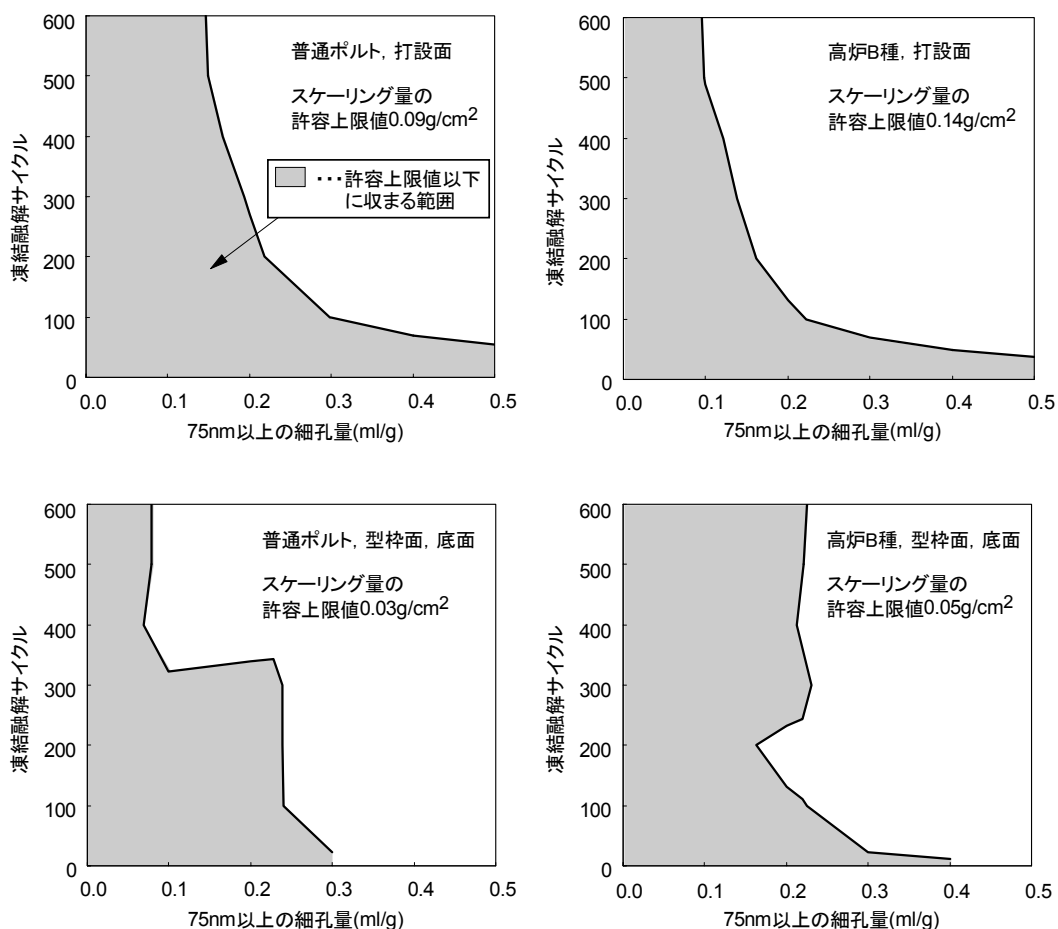 600
500
400
300
200
100
0
凍結融解サイクル
普通ポルト, 打設面
スケーリング量の
許容上限値0.09g/cm2
･･･許容上限値以下
に収まる範囲
0.0 0.1 0.2 0.3 0.4 0.5
75nm以上の細孔量(ml/g)
600
500
400
300
200
100
0
凍結融解サイクル
高炉B種, 打設面
スケーリング量の
許容上限値0.14g/cm2
0.0 0.1 0.2 0.3 0.4 0.5
75nm以上の細孔量(ml/g)
600
500
400
300
200
100
0
凍結融解サイクル
普通ポルト, 型枠面, 底面
スケーリング量の
許容上限値0.03g/cm2
0.0 0.1 0.2 0.3 0.4 0.5
75nm以上の細孔量(ml/g)
600
500
400
300
200
100
0
凍結融解サイクル
高炉B種, 型枠面, 底面
スケーリング量の
許容上限値0.05g/cm2
0.0 0.1 0.2 0.3 0.4 0.5
75nm以上の細孔量(ml/g)